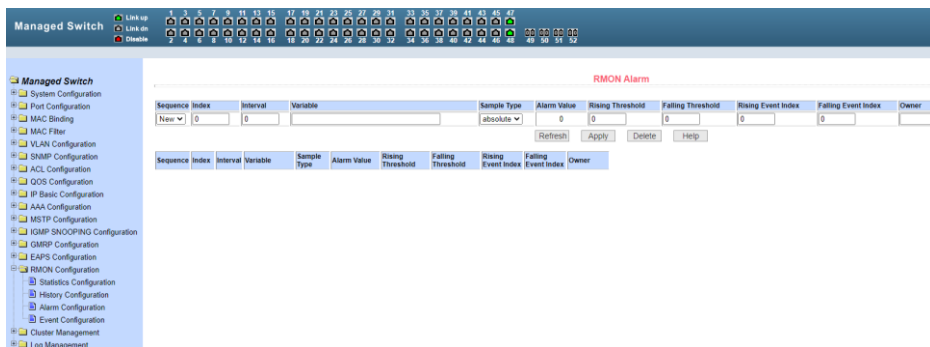 Managed Switch
Link up
Link dn
Disable
1 3 5 7 9 11 13 15 17 19 21 23 25 27 29 31 33 35 37 39 41 43 45 47
2 4 6 8 10 12 14 16 18 20 22 24 26 28 30 32 34 36 38 40 42 44 46 48 49 50 51 52
Managed Switch
System Configuration
Port Configuration
MAC Binding
MAC Filter
VLAN Configuration
SNMP Configuration
ACL Configuration
QOS Configuration
IP Basic Configuration
AAA Configuration
MSTP Configuration
IGMP SNOOPING Configuration
GMRP Configuration
EAPS Configuration
RMON Configuration
Statistics Configuration
History Configuration
Alarm Configuration
Event Configuration
Cluster Management
Log Management
RMON Alarm
Sequence Index Interval Variable Sample Type Alarm Value Rising Threshold Falling Threshold Rising Event Index Falling Event Index Owner
New 0 0 absolute 0 0 0 0 0
Refresh Apply Delete Help
Sequence Index Interval Variable Sample Type Alarm Value Rising Threshold Falling Threshold Rising Event Index Falling Event Index Owner